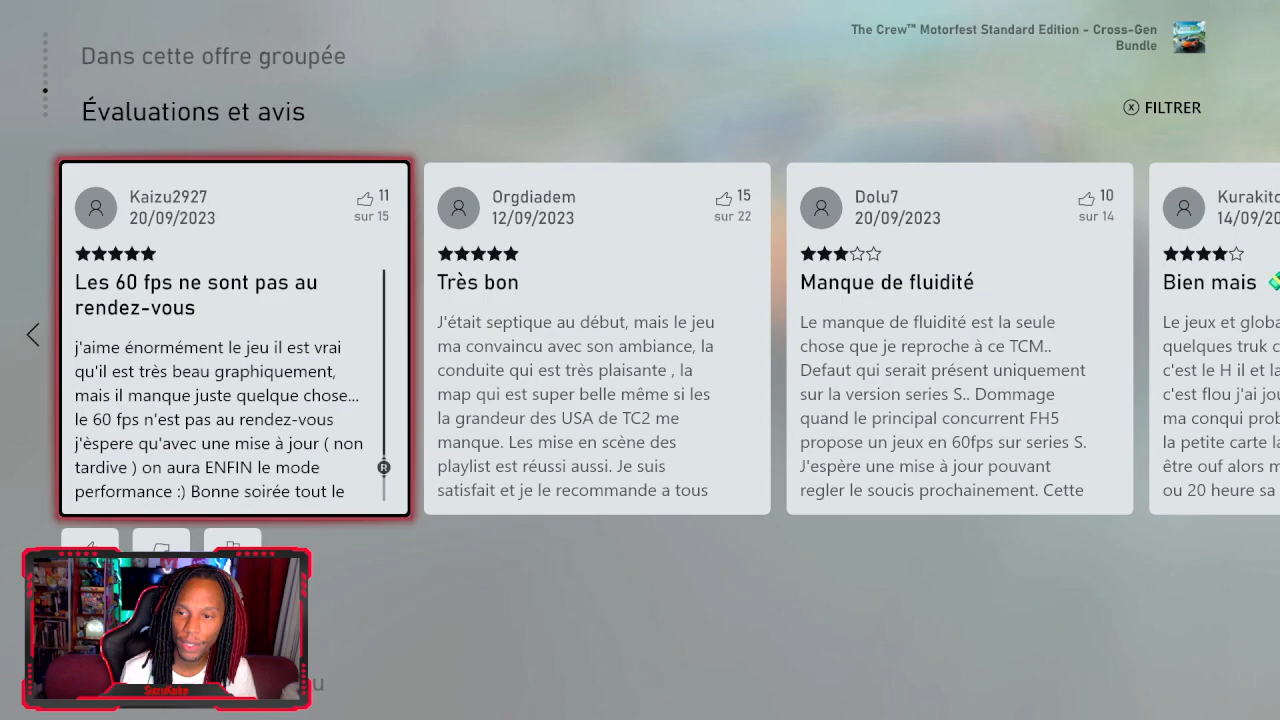 The Crew™ Motorfest Standard Edition - Cross-Gen
Bundle
Dans cette offre groupée
Évaluations et avis
X FILTRER
Kaizu2927
20/09/2023
11
sur 15
Les 60 fps ne sont pas au
rendez-vous
j'aime énormément le jeu il est vrai
qu'il est très beau graphiquement,
mais il manque juste quelque chose...
le 60 fps n'est pas au rendez-vous
j'èspere qu'avec une mise à jour ( non
tardive ) on aura ENFIN le mode
performance :) Bonne soirée tout le
R
Orgdiadem
12/09/2023
15
sur 22
Très bon
J'était septique au début, mais le jeu
ma convaincu avec son ambiance, la
conduite qui est très plaisante , la
map qui est super belle même si les
la grandeur des USA de TC2 me
manque. Les mise en scène des
playlist est réussi aussi. Je suis
satisfait et je le recommande a tous
Dolu7
20/09/2023
10
sur 14
Manque de fluidité
Le manque de fluidité est la seule
chose que je reproche à ce TCM..
Defaut qui serait présent uniquement
sur la version series S.. Dommage
quand le principal concurrent FH5
propose un jeux en 60fps sur series S.
J'espère une mise à jour pouvant
regler le soucis prochainement. Cette
Kurakito
14/09/20
Bien mais
Le jeux et globa
quelques truk c
c'est le H il et la
c'est flou j'ai jou
ma conqui prob
la petite carte la
être ouf alors m
ou 20 heure sa
SuzuKube
u